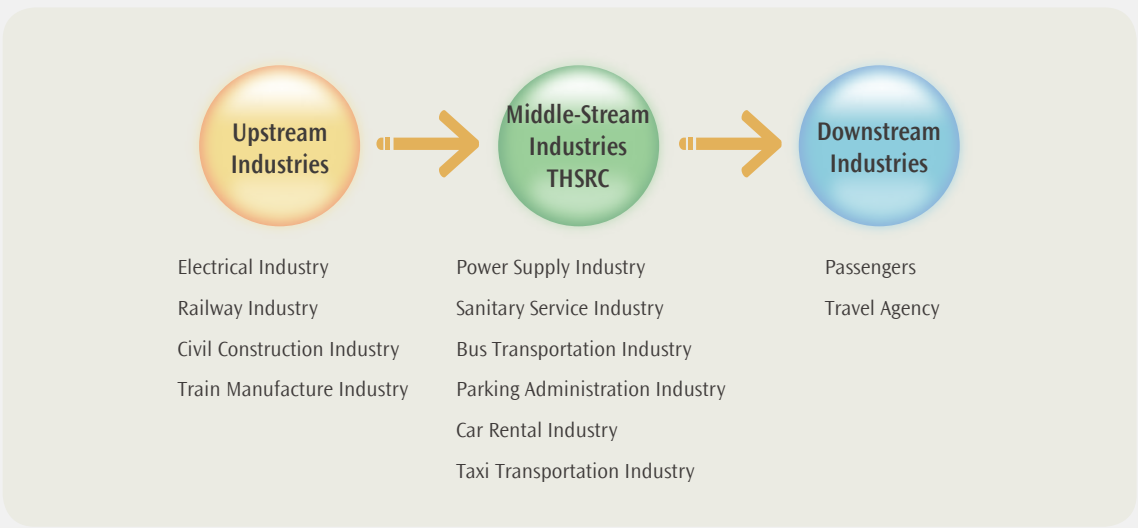 Upstream
Industries
Middle-Stream
Industries
THSRC
Downstream
Industries
Electrical Industry
Railway Industry
Civil Construction Industry
Train Manufacture Industry
Power Supply Industry
Sanitary Service Industry
Bus Transportation Industry
Parking Administration Industry
Car Rental Industry
Taxi Transportation Industry
Passengers
Travel Agency